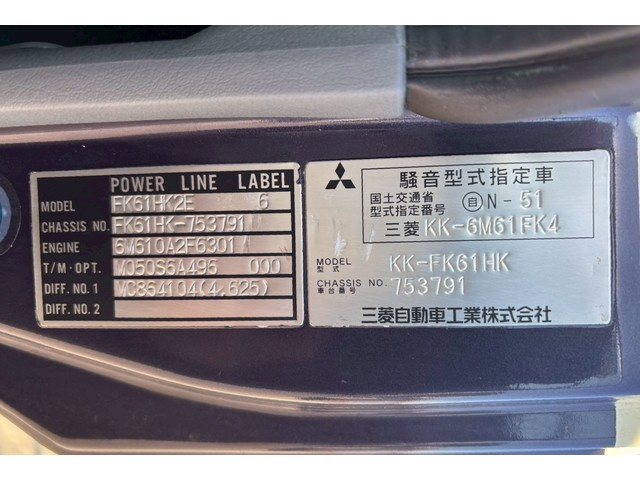 POWER LINE LABEL
MODEL FK61HK2E 6
CHASSIS NO. FK61HK-753791
ENGINE 6M610A2F6301
T/M-OPT. M050S6A496 000
DIFF. NO. 1 MC864104(4.625)
DIFF. NO. 2
騒音型式指定車
国土交通省
型式指定番号 自 N-51
三菱 KK-6M61FK4
MODEL
型式 KK-FK61HK
CHASSIS NO.
車台番号 753791
三菱自動車工業株式会社